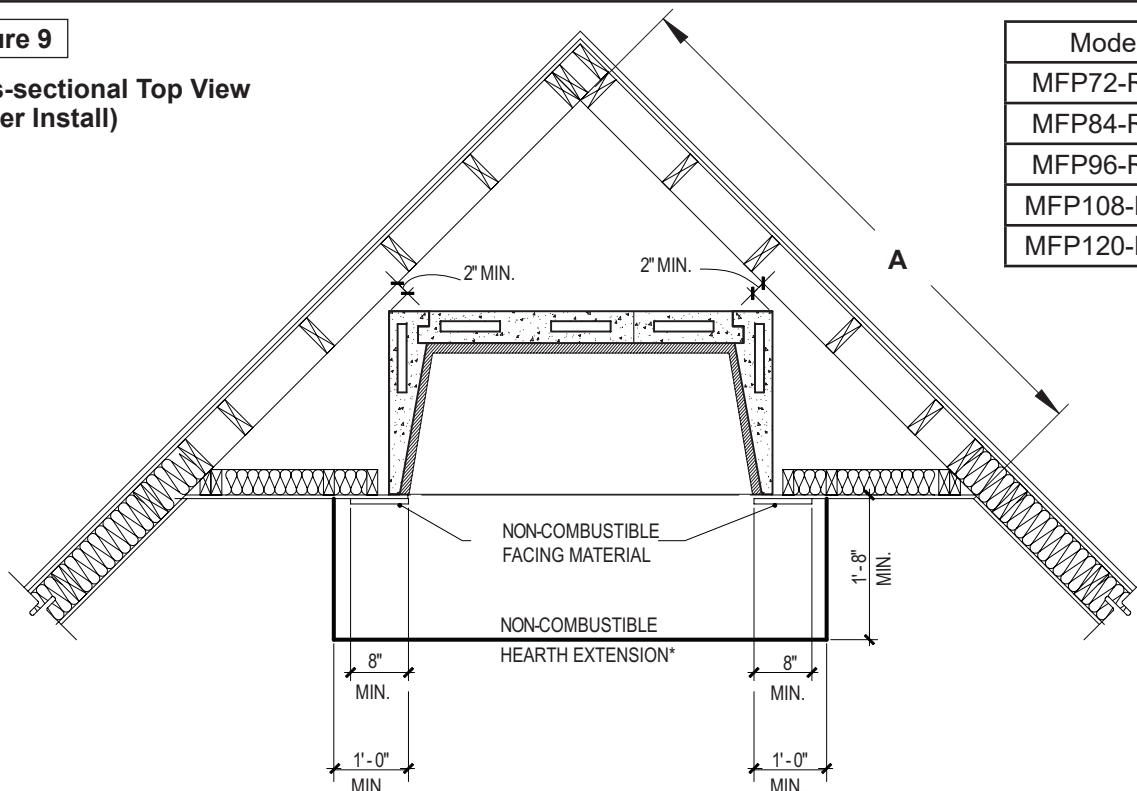 ure 9
s-sectional Top View
er Install)
Mode
MFP72-R
MFP84-R
MFP96-R
MFP108-
MFP120-
A
2" MIN.
2" MIN.
NON-COMBUSTIBLE
FACING MATERIAL
1'-8"
MIN.
NON-COMBUSTIBLE
HEARTH EXTENSION*
8"
MIN.
8"
MIN.
1'-0"
MIN
1'-0"
MIN